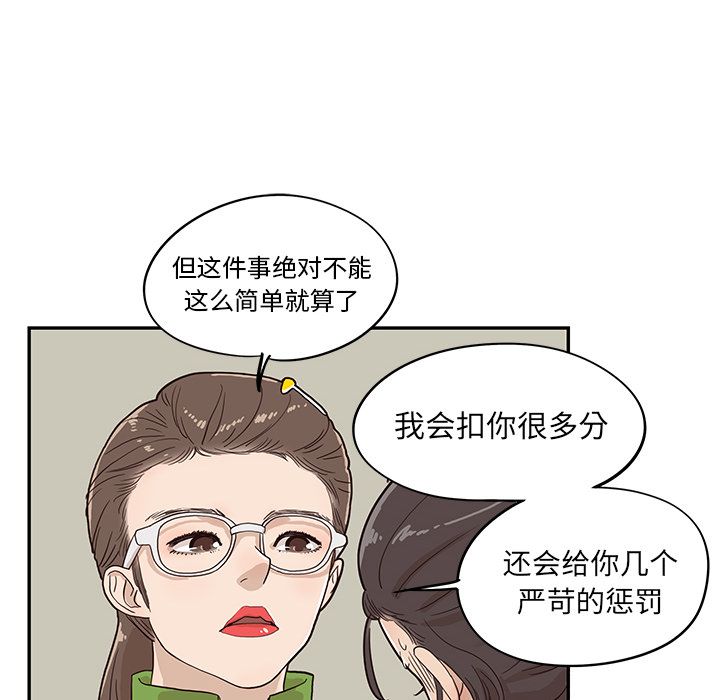 但这件事绝对不能
这么简单就算了
我会扣你很多分
还会给你几个
严苛的惩罚